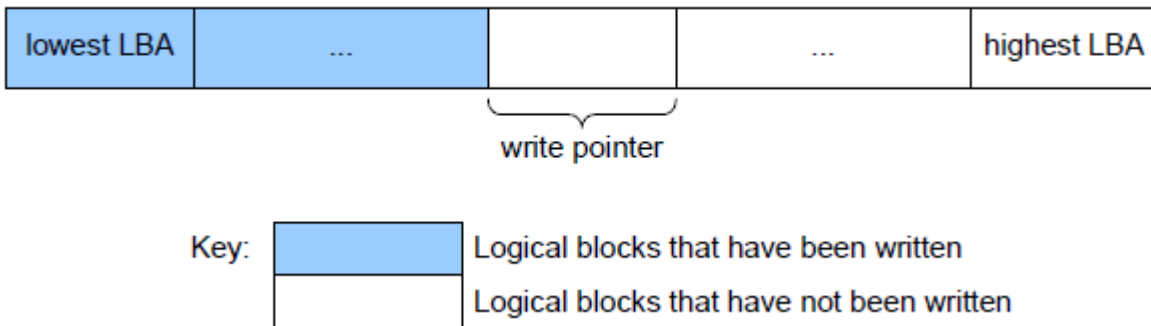 lowest LBA ... ... highest LBA
write pointer
Key: Logical blocks that have been written
Logical blocks that have not been written